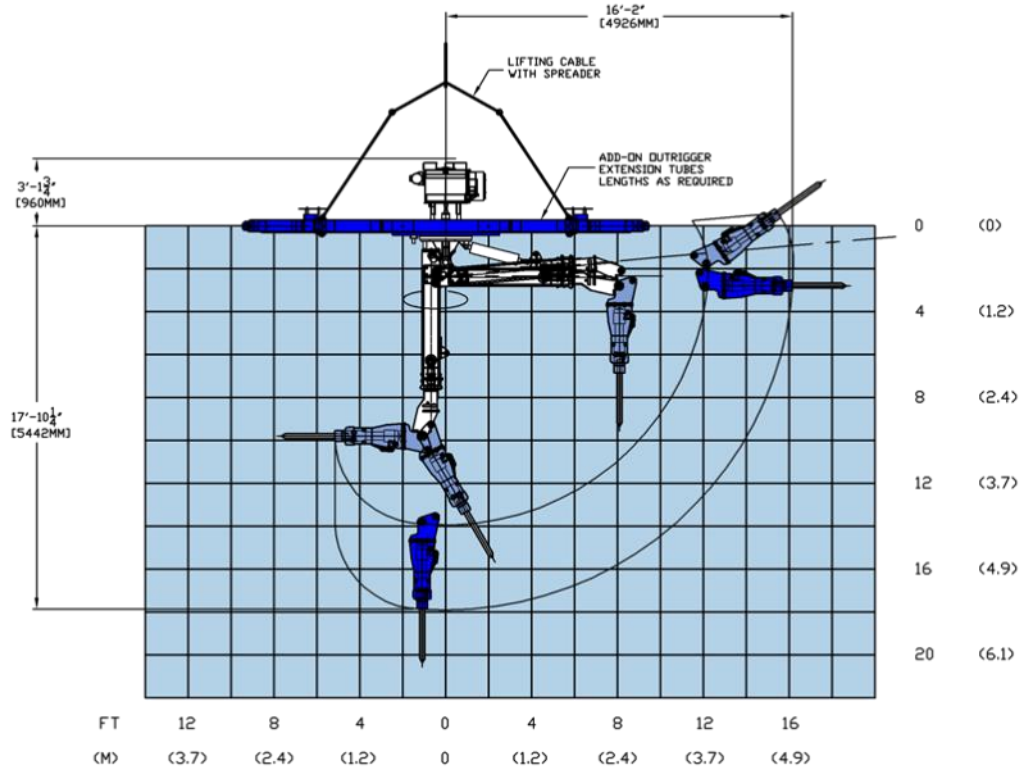 16'-2"
[4926MM]
LIFTING CABLE
WITH SPREADER
ADD-ON OUTRIGGER
EXTENSION TUBES
LENGTHS AS REQUIRED
3'-1 3/4"
[960MM]
0 (0)
4 (1.2)
8 (2.4)
17'-10 1/4"
[5442MM]
12 (3.7)
16 (4.9)
20 (6.1)
FT 12 8 4 0 4 8 12 16
(M) (3.7) (2.4) (1.2) 0 (1.2) (2.4) (3.7) (4.9)